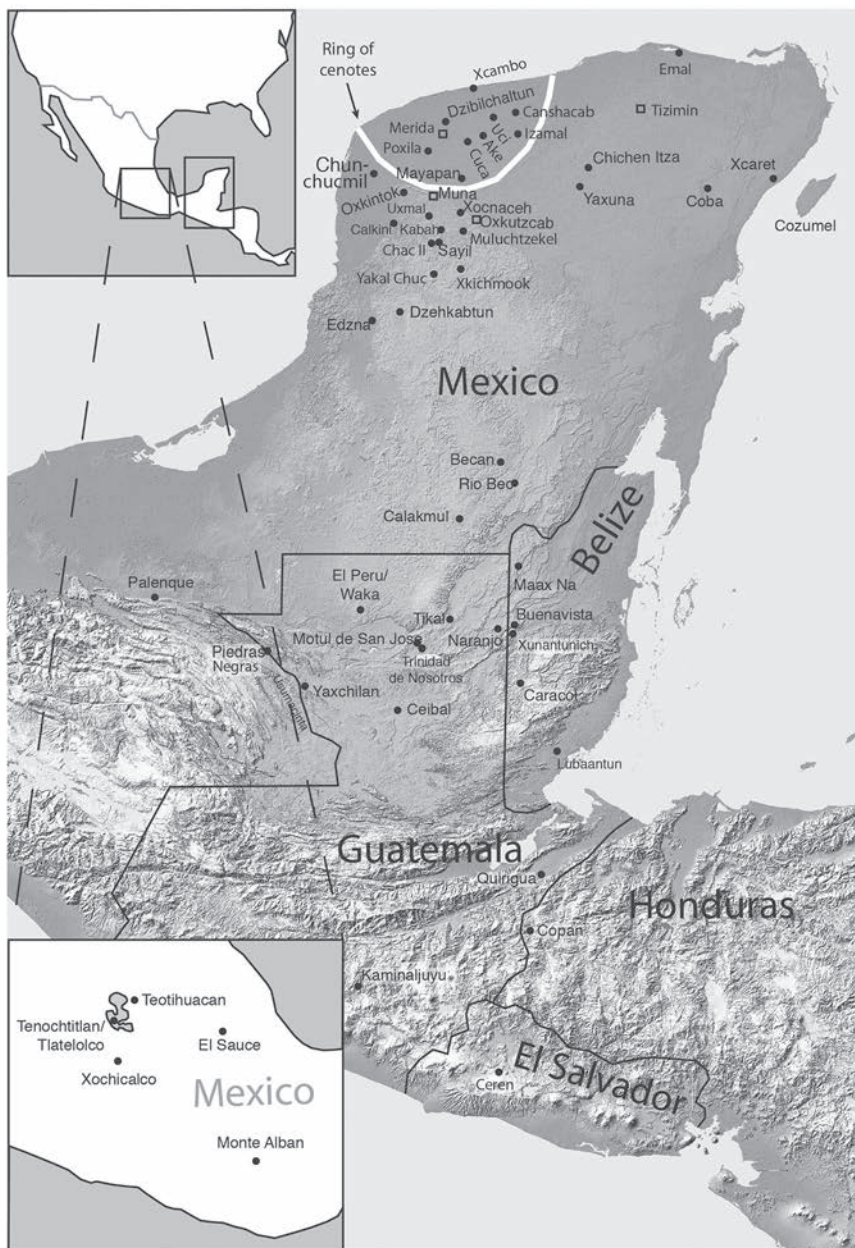 Ring of
cenotes
Xcambo
Emal
Dzibilchaltun
Canshacab
Tizimin
Merida
Uci
Ake
Izamal
Cuca
Poxila
Chun-
chucmil
Mayapan
Chichen Itza
Xcaret
Oxkintok
Muna
Yaxuna
Coba
Cozumel
Uxmal
Xocnaceh
Oxkutzcab
Calkini
Kabah
Muluchtzekel
Chac II
Sayil
Yakal Chuc
Xkichmook
Dzehkabtun
Edzna
Mexico
Becan
Rio Bec
Calakmul
Belize
Maax Na
Palenque
El Peru/
Waka
Tikal
Buenavista
Motul de San Jose
Naranjo
Xunantunich
Piedras
Negras
Trinidad
de Nosotros
Usumacinta
Yaxchilan
Caracol
Ceibal
Lubaantun
Guatemala
Quirigua
Honduras
Copan
Kaminaljuyu
El Salvador
Ceren
Teotihuacan
Tenochtitlan/
Tlatelolco
El Sauce
Xochicalco
Mexico
Monte Alban